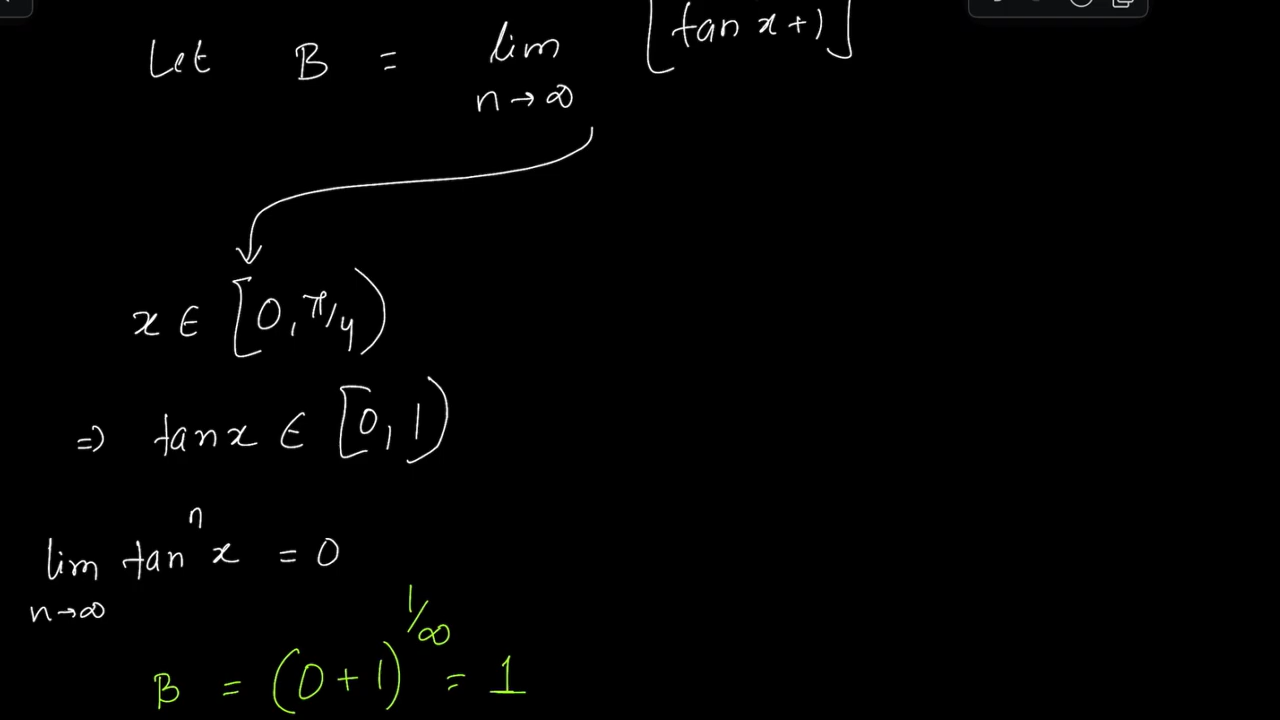 Let B = lim [tan x + 1]
n→∞
x ∈ [0, π/4)
⇒ tan x ∈ [0, 1)
lim tanⁿ x = 0
n→∞
B = (0 + 1)^1/∞ = 1